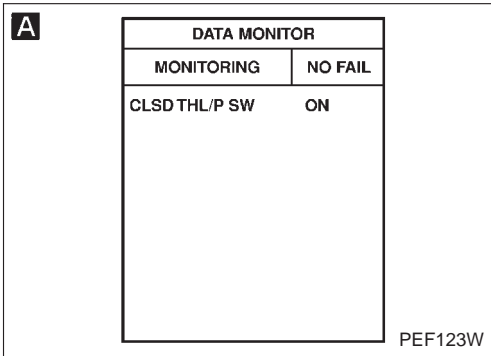 A
DATA MONITOR
MONITORING NO FAIL
CLSD THL/P SW ON
PEF123W